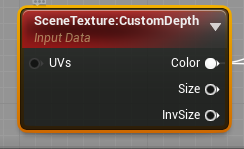 SceneTexture:CustomDepth
Input Data
UVs Color
Size
InvSize